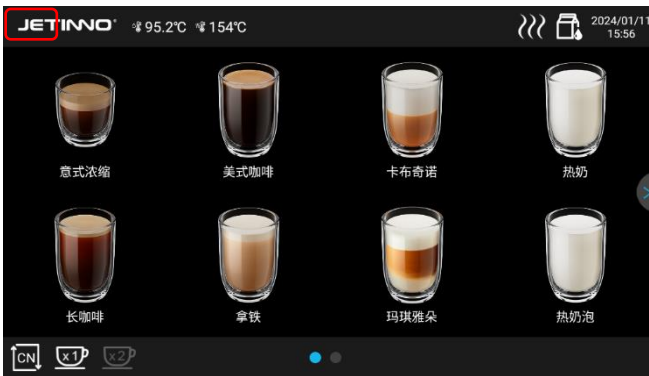 JETINNO 95.2℃ 154℃ 2024/01/11
15:56
意式浓缩 美式咖啡 卡布奇诺 热奶
长咖啡 拿铁 玛琪雅朵 热奶泡
CN x1 x2